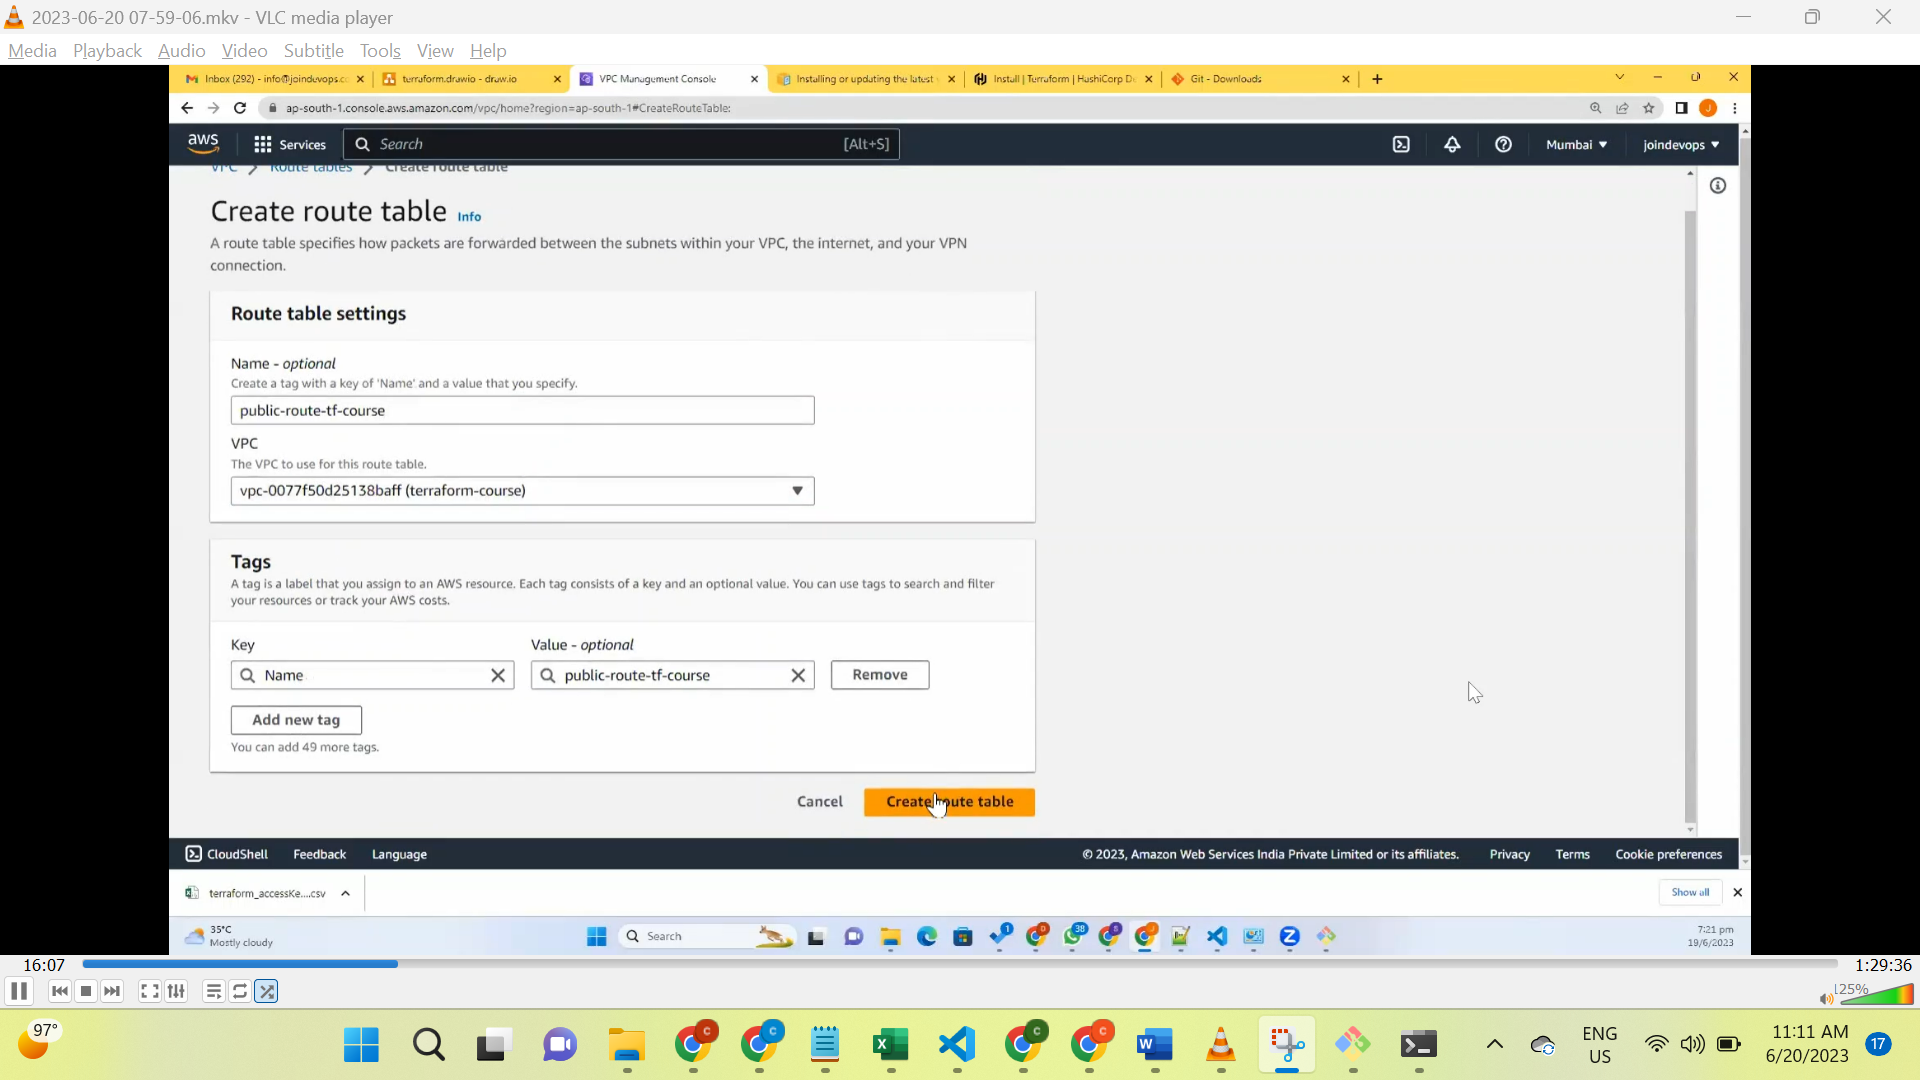 2023-06-20 07-59-06.mkv - VLC media player
Media Playback Audio Video Subtitle Tools View Help
Inbox (292) - info@joindevops.c
terraform.drawio - draw.io
VPC Management Console
Installing or updating the latest
Install | Terraform | HashiCorp De
Git - Downloads
ap-south-1.console.aws.amazon.com/vpc/home?region=ap-south-1#CreateRouteTable:
aws
Services
Search
[Alt+S]
Mumbai
joindevops
VPC > Route tables > Create route table
Create route table Info
A route table specifies how packets are forwarded between the subnets within your VPC, the internet, and your VPN
connection.
Route table settings
Name - optional
Create a tag with a key of 'Name' and a value that you specify.
public-route-tf-course
VPC
The VPC to use for this route table.
vpc-0077f50d25138baff (terraform-course)
Tags
A tag is a label that you assign to an AWS resource. Each tag consists of a key and an optional value. You can use tags to search and filter
your resources or track your AWS costs.
Key
Value - optional
Name
public-route-tf-course
Remove
Add new tag
You can add 49 more tags.
Cancel
Create route table
CloudShell Feedback Language
© 2023, Amazon Web Services India Private Limited or its affiliates. Privacy Terms Cookie preferences
terraform_accessKe....csv
Show all
35°C
Mostly cloudy
Search
1
D
38
S
J
7:21 pm
19/6/2023
16:07
1:29:36
125%
97°
C
C
C
C
ENG
US
11:11 AM
6/20/2023
17